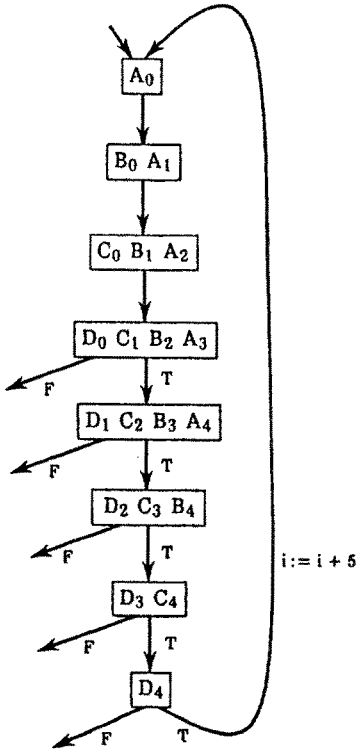 A₀
B₀ A₁
C₀ B₁ A₂
D₀ C₁ B₂ A₃
F T
D₁ C₂ B₃ A₄
F T
D₂ C₃ B₄
F T
i := i + 5
D₃ C₄
F T
D₄
F T